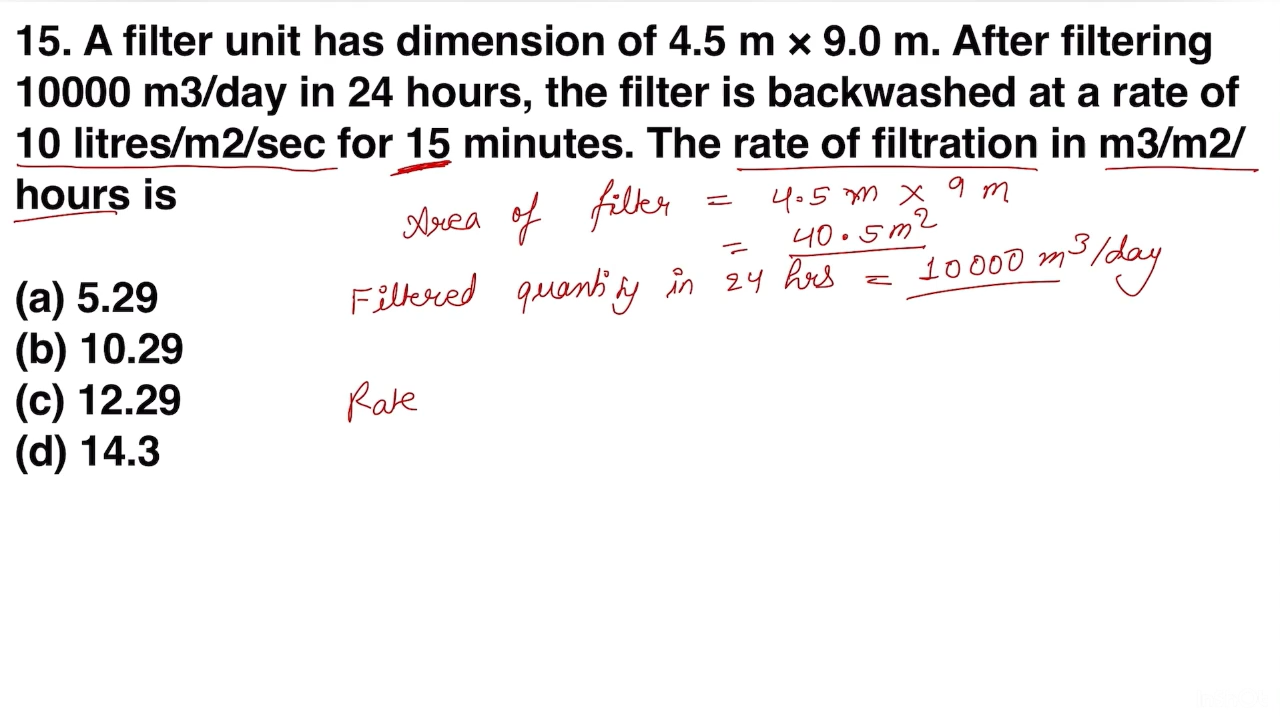 15. A filter unit has dimension of 4.5 m × 9.0 m. After filtering
10000 m3/day in 24 hours, the filter is backwashed at a rate of
10 litres/m2/sec for 15 minutes. The rate of filtration in m3/m2/
hours is
Area of filter = 4.5 m × 9 m
= 40.5 m²
Filtered quantity in 24 hrs = 10000 m³/day
(a) 5.29
(b) 10.29
(c) 12.29
(d) 14.3
Rate